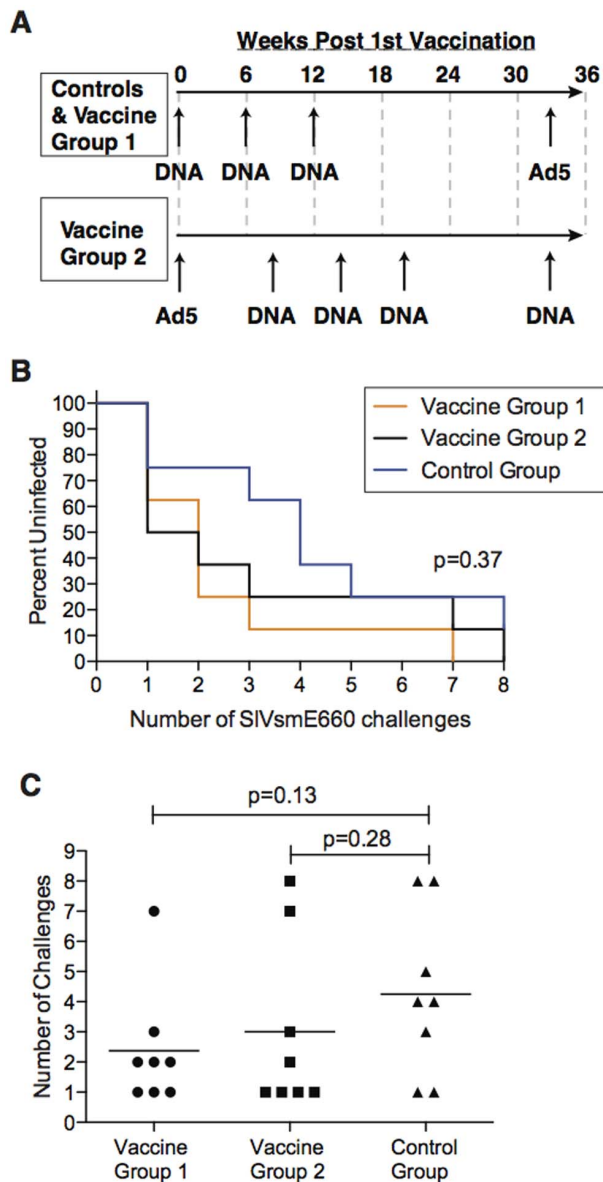 A
Weeks Post 1st Vaccination
0 6 12 18 24 30 36
Controls
& Vaccine
Group 1
DNA DNA DNA Ad5
Vaccine
Group 2
Ad5 DNA DNA DNA DNA
B
100
90
80
70
60
50
40
30
20
10
0
Percent Uninfected
Vaccine Group 1
Vaccine Group 2
Control Group
p=0.37
0 1 2 3 4 5 6 7 8
Number of SIVsmE660 challenges
C
p=0.13
p=0.28
9
8
7
6
5
4
3
2
1
0
Number of Challenges
Vaccine
Group 1
Vaccine
Group 2
Control
Group